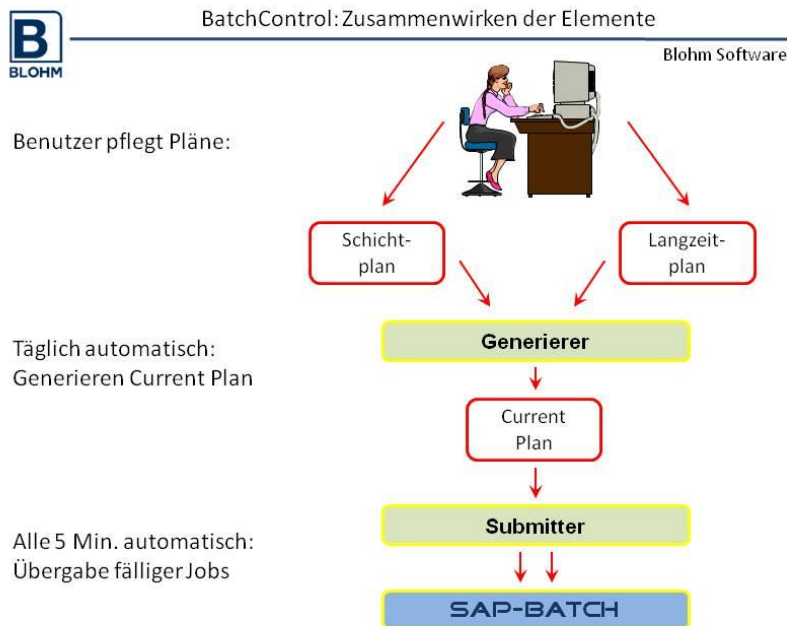 BatchControl: Zusammenwirken der Elemente
B
BLOHM
Blohm Software
Benutzer pflegt Pläne:
Schicht-
plan
Langzeit-
plan
Täglich automatisch:
Generieren Current Plan
Generierer
Current
Plan
Alle 5 Min. automatisch:
Übergabe fälliger Jobs
Submitter
SAP-BATCH